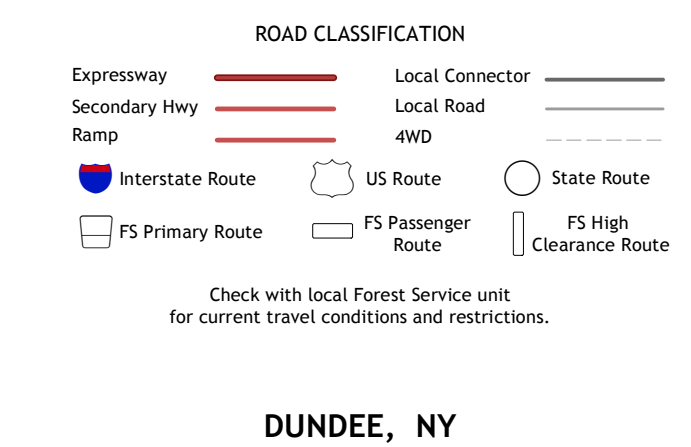 ROAD CLASSIFICATION
Expressway
Local Connector
Secondary Hwy
Local Road
Ramp
4WD
Interstate Route
US Route
State Route
FS Primary Route
FS Passenger
Route
FS High
Clearance Route
Check with local Forest Service unit
for current travel conditions and restrictions.
DUNDEE, NY